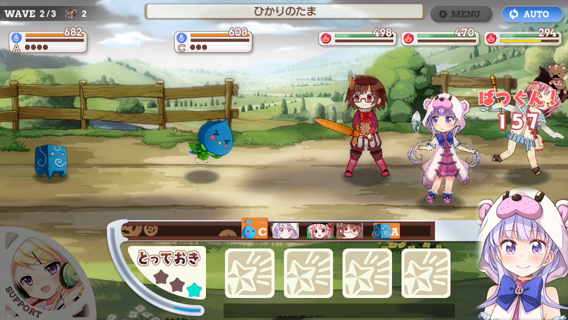 WAVE 2/3 2
ひかりのたま
MENU
AUTO
682
A
608
C
498
470
294
ばつぐん!
157
C
A
とっておき
SUPPORT